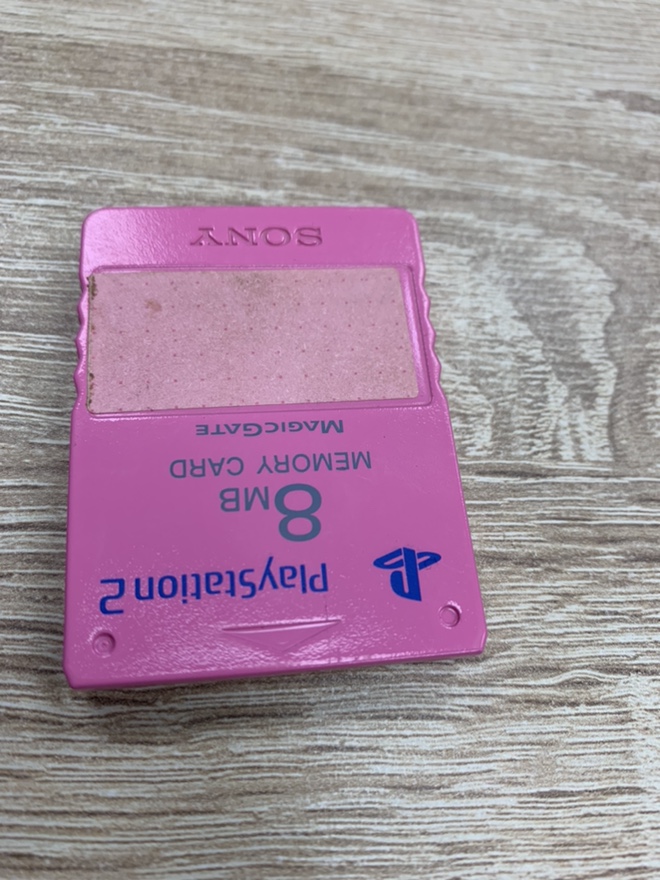 PlayStation 2
8MB
MEMORY CARD
MAGICGATE
SONY